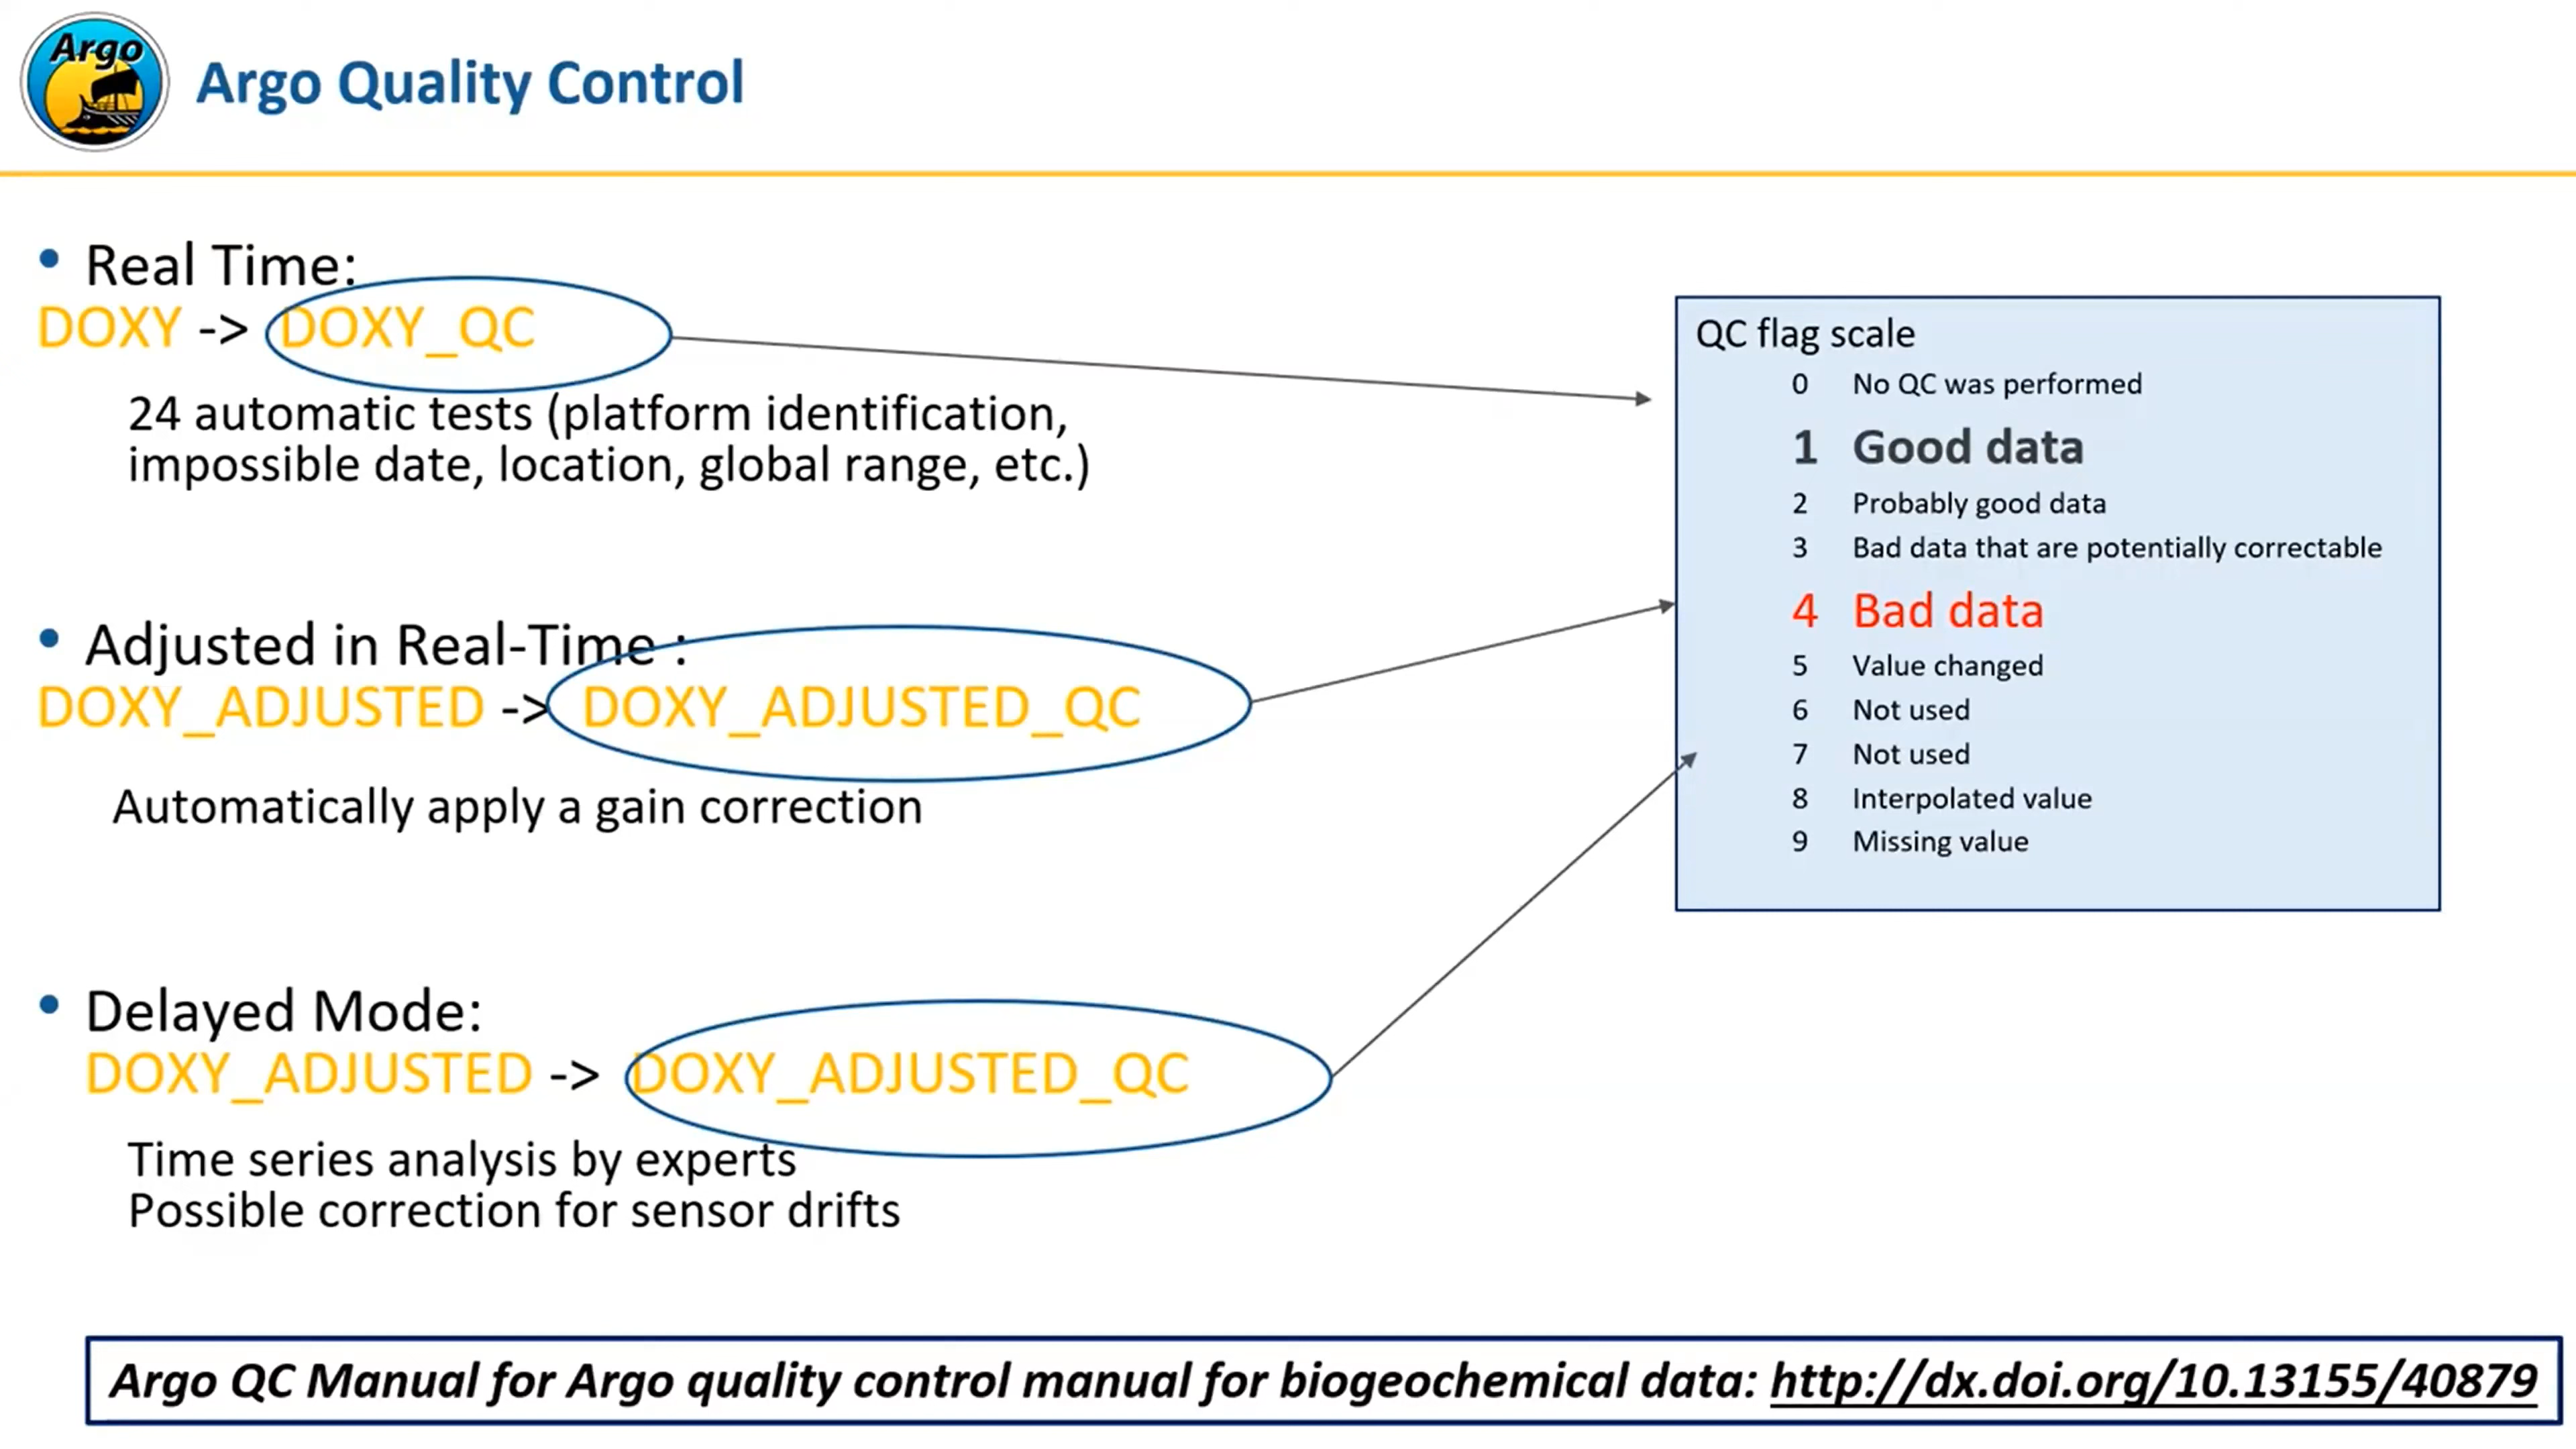 Argo
Argo Quality Control
• Real Time:
DOXY -> DOXY_QC
24 automatic tests (platform identification,
impossible date, location, global range, etc.)
• Adjusted in Real-Time :
DOXY_ADJUSTED -> DOXY_ADJUSTED_QC
Automatically apply a gain correction
• Delayed Mode:
DOXY_ADJUSTED -> DOXY_ADJUSTED_QC
Time series analysis by experts
Possible correction for sensor drifts
QC flag scale
0 No QC was performed
1 Good data
2 Probably good data
3 Bad data that are potentially correctable
4 Bad data
5 Value changed
6 Not used
7 Not used
8 Interpolated value
9 Missing value
Argo QC Manual for Argo quality control manual for biogeochemical data: http://dx.doi.org/10.13155/40879